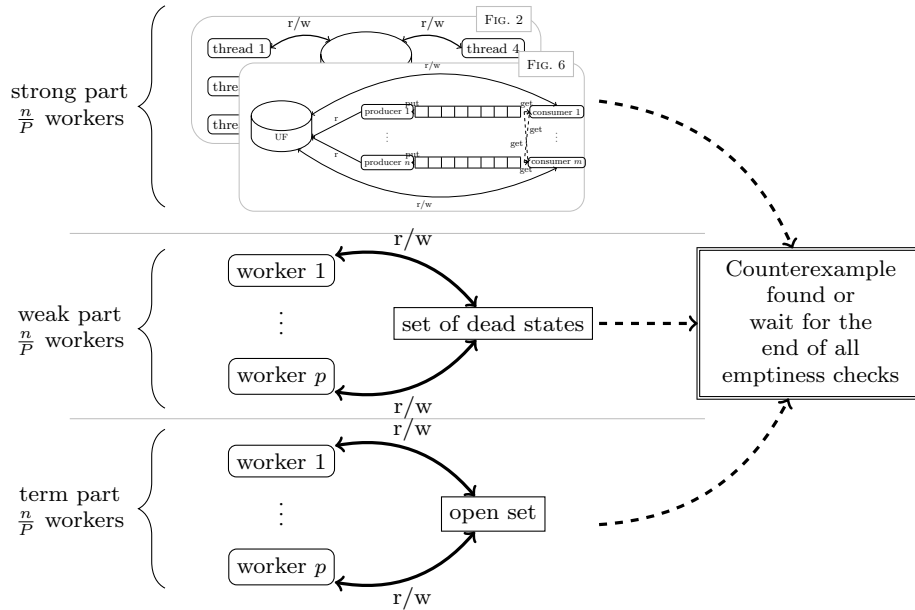 strong part
n/P workers
FIG. 2
r/w
r/w
thread 1
thread 4
thre
thre
FIG. 6
r/w
UF
r
r
producer 1
put
get
consumer 1
⋮
get
get
⋮
producer n
put
get
consumer m
r/w
weak part
n/P workers
r/w
worker 1
⋮
worker p
r/w
set of dead states
Counterexample
found or
wait for the
end of all
emptiness checks
term part
n/P workers
r/w
worker 1
⋮
worker p
r/w
open set